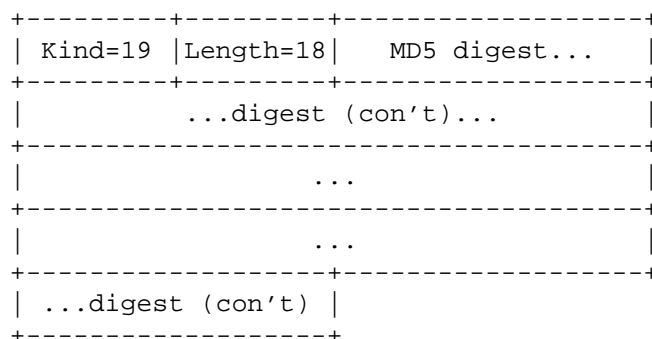 +---------+---------+-------------------+
| Kind=19 |Length=18| MD5 digest... |
+---------+---------+-------------------+
| ...digest (con't)... |
+---------------------------------------+
| ... |
+---------------------------------------+
| ... |
+-------------------+-------------------+
| ...digest (con't) |
+-------------------+